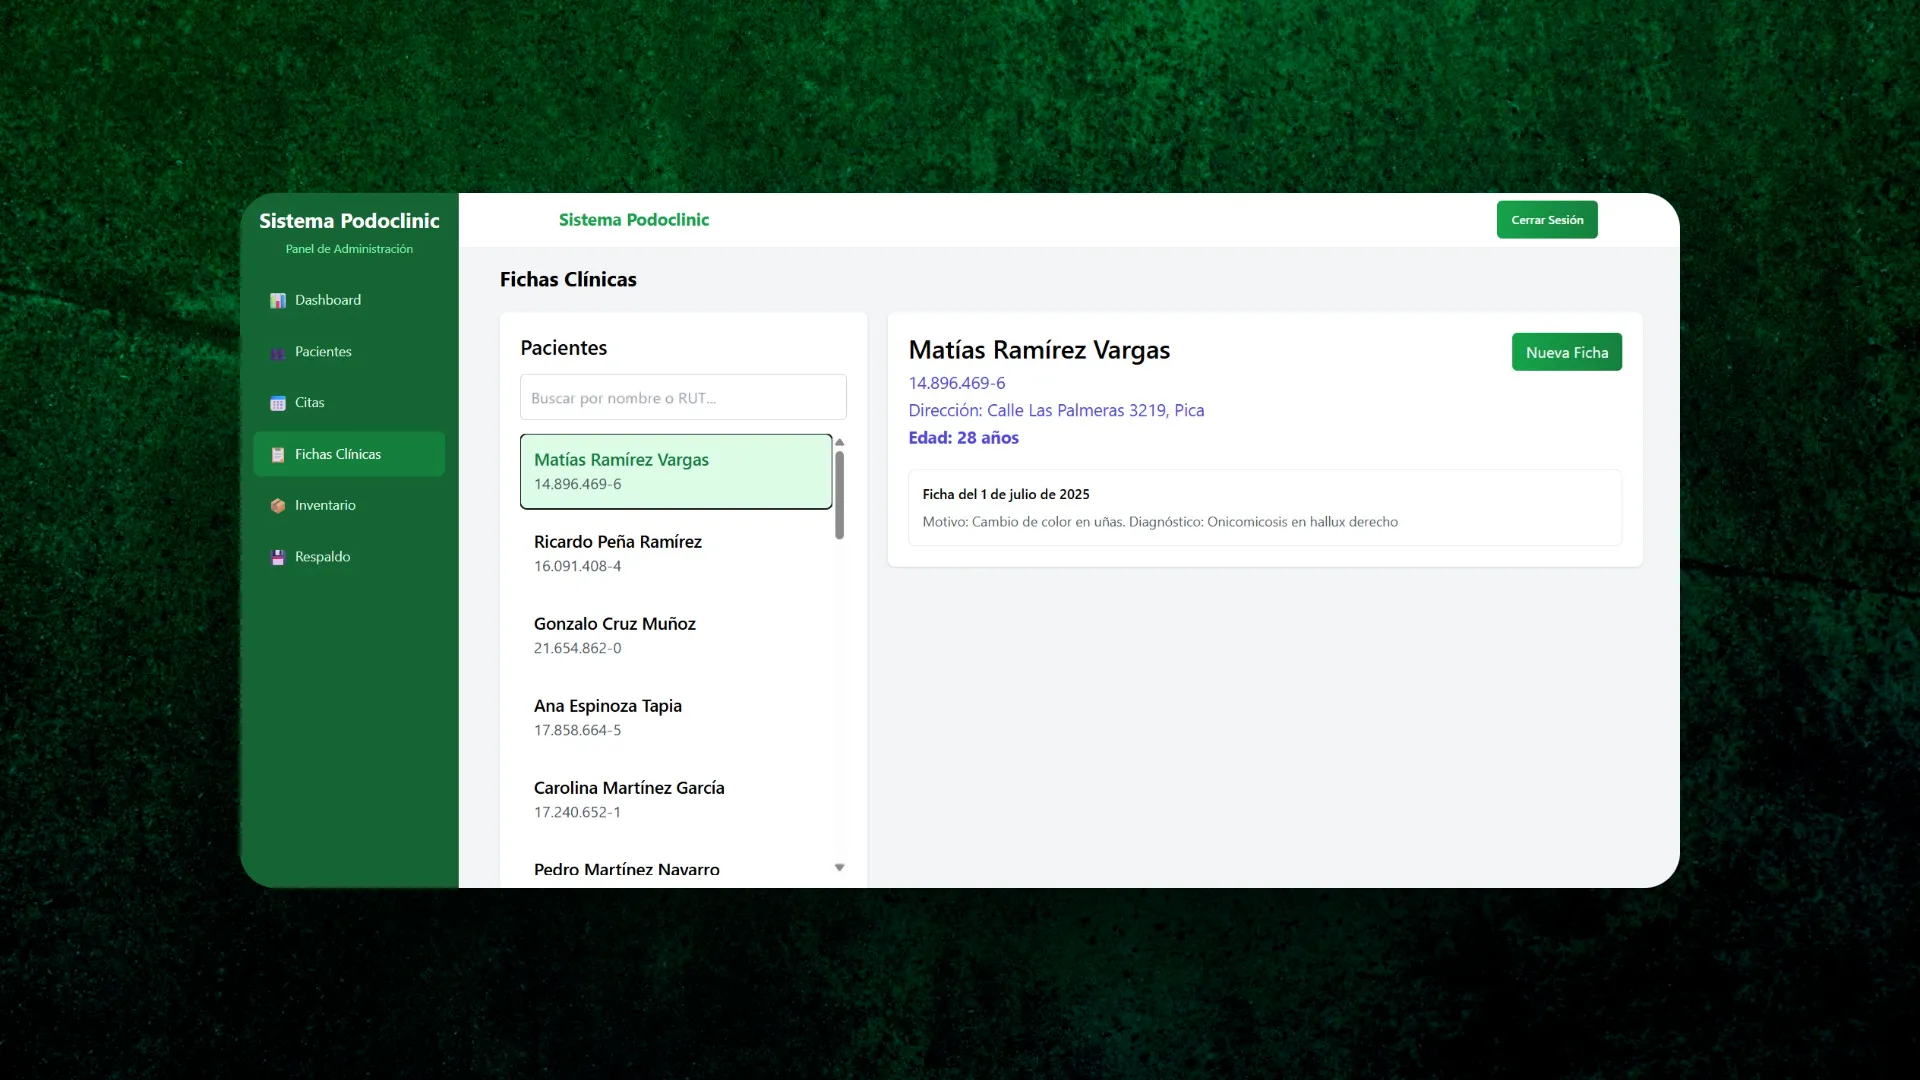 Sistema Podoclinic
Panel de Administración
Dashboard
Pacientes
Citas
Fichas Clínicas
Inventario
Respaldo
Sistema Podoclinic
Cerrar Sesión
Fichas Clínicas
Pacientes
Buscar por nombre o RUT...
Matías Ramírez Vargas
14.896.469-6
Ricardo Peña Ramírez
16.091.408-4
Gonzalo Cruz Muñoz
21.654.862-0
Ana Espinoza Tapia
17.858.664-5
Carolina Martínez García
17.240.652-1
Pedro Martínez Navarro
Matías Ramírez Vargas
Nueva Ficha
14.896.469-6
Dirección: Calle Las Palmeras 3219, Pica
Edad: 28 años
Ficha del 1 de julio de 2025
Motivo: Cambio de color en uñas. Diagnóstico: Onicomicosis en hallux derecho